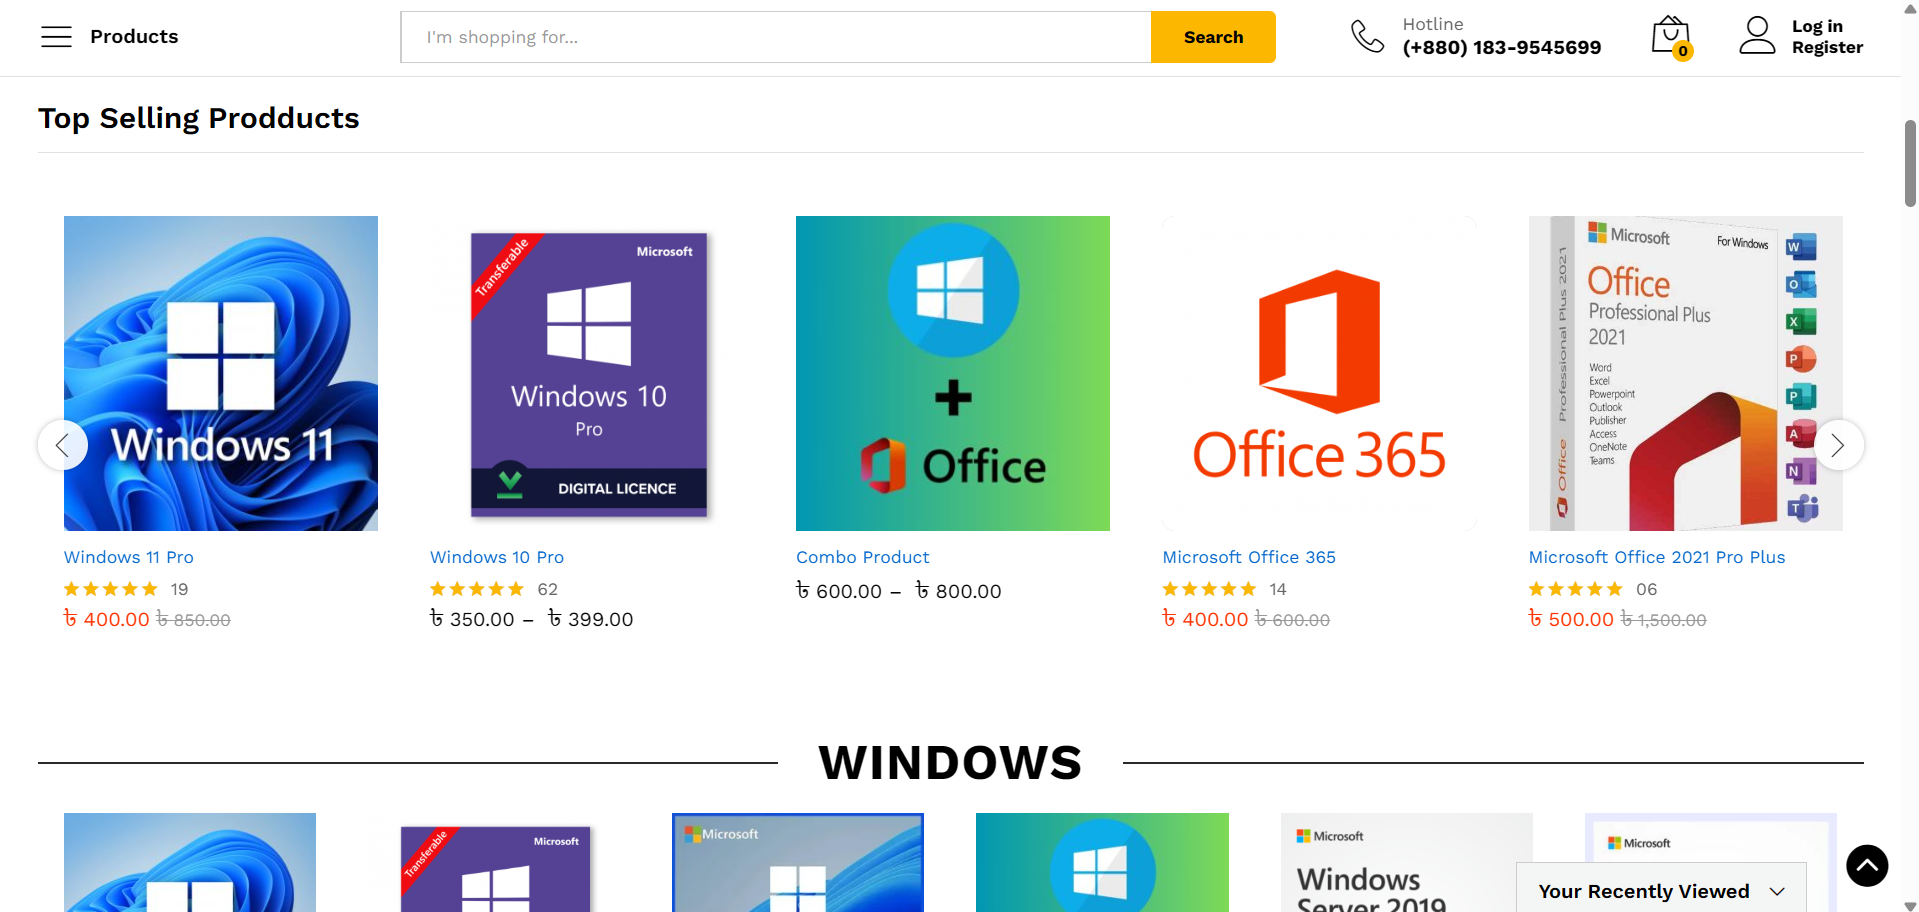 Products
I'm shopping for...
Search
Hotline
(+880) 183-9545699
0
Log in
Register
Top Selling Prodducts
Windows 11
Transferable
Microsoft
Windows 10
Pro
DIGITAL LICENCE
+
Office
Office 365
Office Professional Plus 2021
Microsoft
For Windows
Office
Professional Plus
2021
Word
Excel
Powerpoint
Outlook
Publisher
Access
OneNote
Teams
W
O
X
P
P
A
N
T
Windows 11 Pro
19
৳ 400.00 ৳ 850.00
Windows 10 Pro
62
৳ 350.00 – ৳ 399.00
Combo Product
৳ 600.00 – ৳ 800.00
Microsoft Office 365
14
৳ 400.00 ৳ 600.00
Microsoft Office 2021 Pro Plus
06
৳ 500.00 ৳ 1,500.00
WINDOWS
Transferable
Microsoft
Microsoft
Microsoft
Windows
Server 2019
Microsoft
Your Recently Viewed